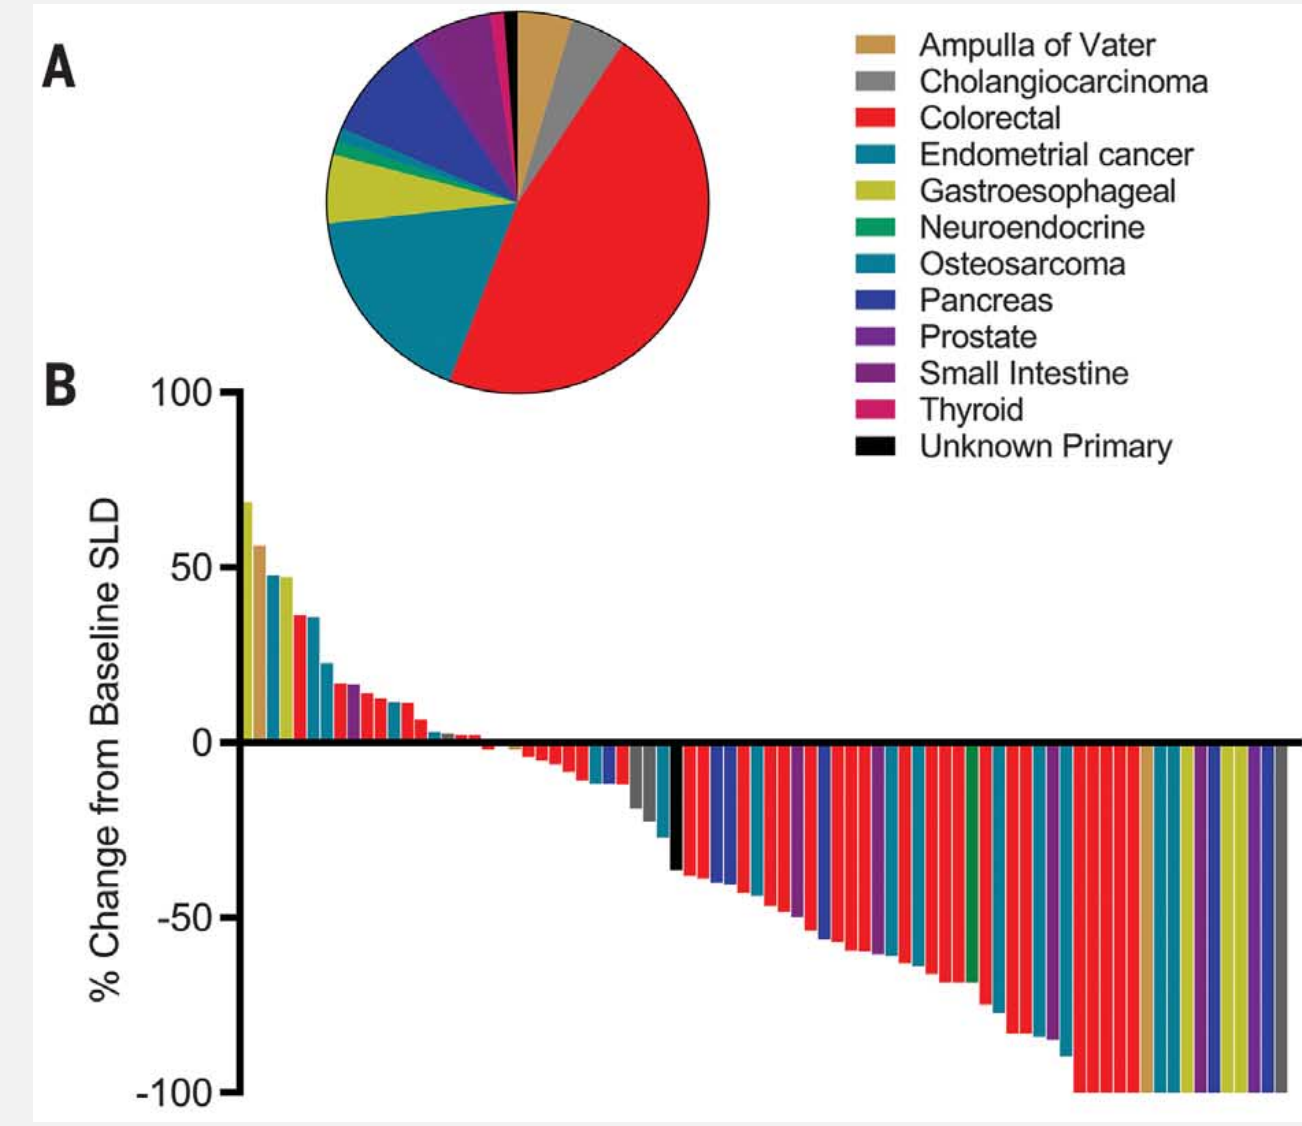 A
Ampulla of Vater
Cholangiocarcinoma
Colorectal
Endometrial cancer
Gastroesophageal
Neuroendocrine
Osteosarcoma
Pancreas
Prostate
Small Intestine
Thyroid
Unknown Primary
B
% Change from Baseline SLD
100
50
0
-50
-100